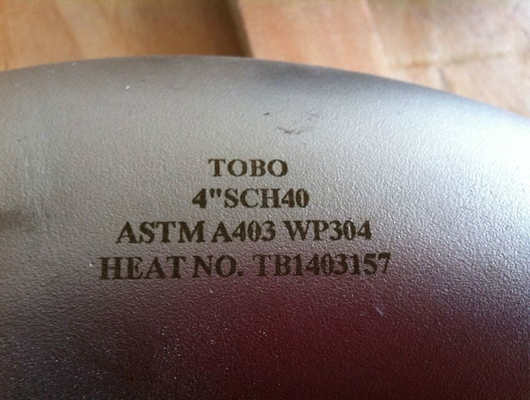 TOBO
4"SCH40
ASTM A403 WP304
HEAT NO. TB1403157